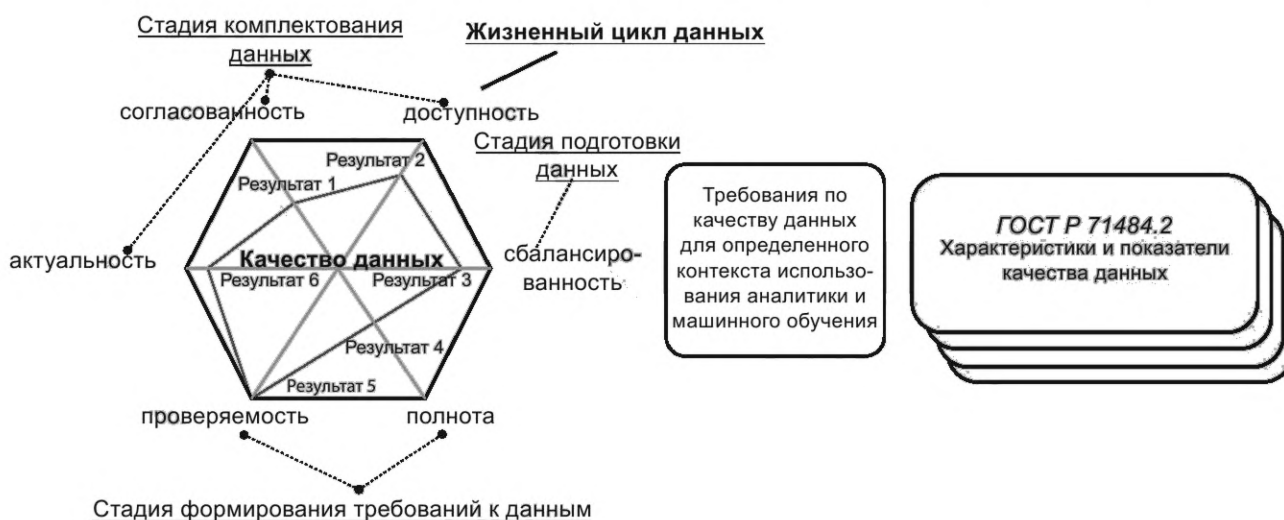 Стадия комплектования
данных
Жизненный цикл данных
согласованность
доступность
Стадия подготовки
данных
Результат 2
Результат 1
актуальность
Качество данных
сбалансиро-
ванность
Результат 6
Результат 3
Результат 4
Результат 5
проверяемость
полнота
Стадия формирования требований к данным
Требования по
качеству данных
для определенного
контекста использо-
вания аналитики и
машинного обучения
ГОСТ Р 71484.2
Характеристики и показатели
качества данных